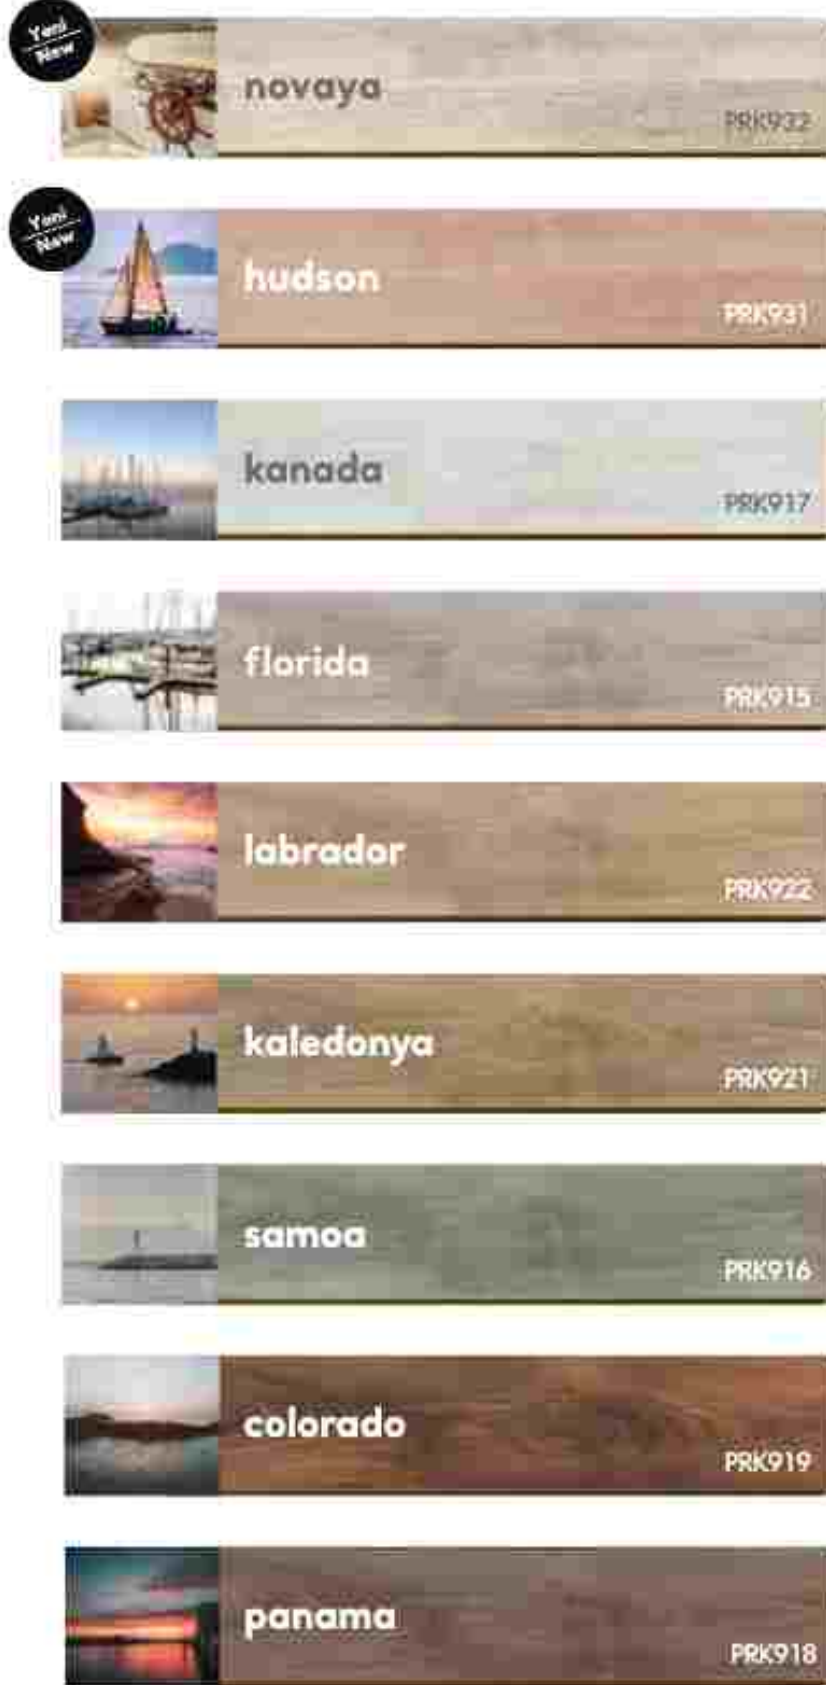 Yeni
New
novaya
PRK932
Yeni
New
hudson
PRK931
kanada
PRK917
florida
PRK915
labrador
PRK922
kaledonya
PRK921
samoa
PRK916
colorado
PRK919
panama
PRK918